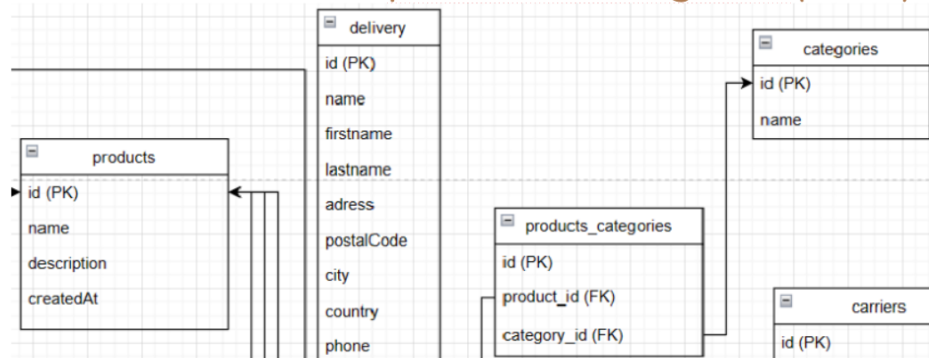 delivery
id (PK)
name
firstname
lastname
adress
postalCode
city
country
phone
categories
id (PK)
name
products
id (PK)
name
description
createdAt
products_categories
id (PK)
product_id (FK)
category_id (FK)
carriers
id (PK)